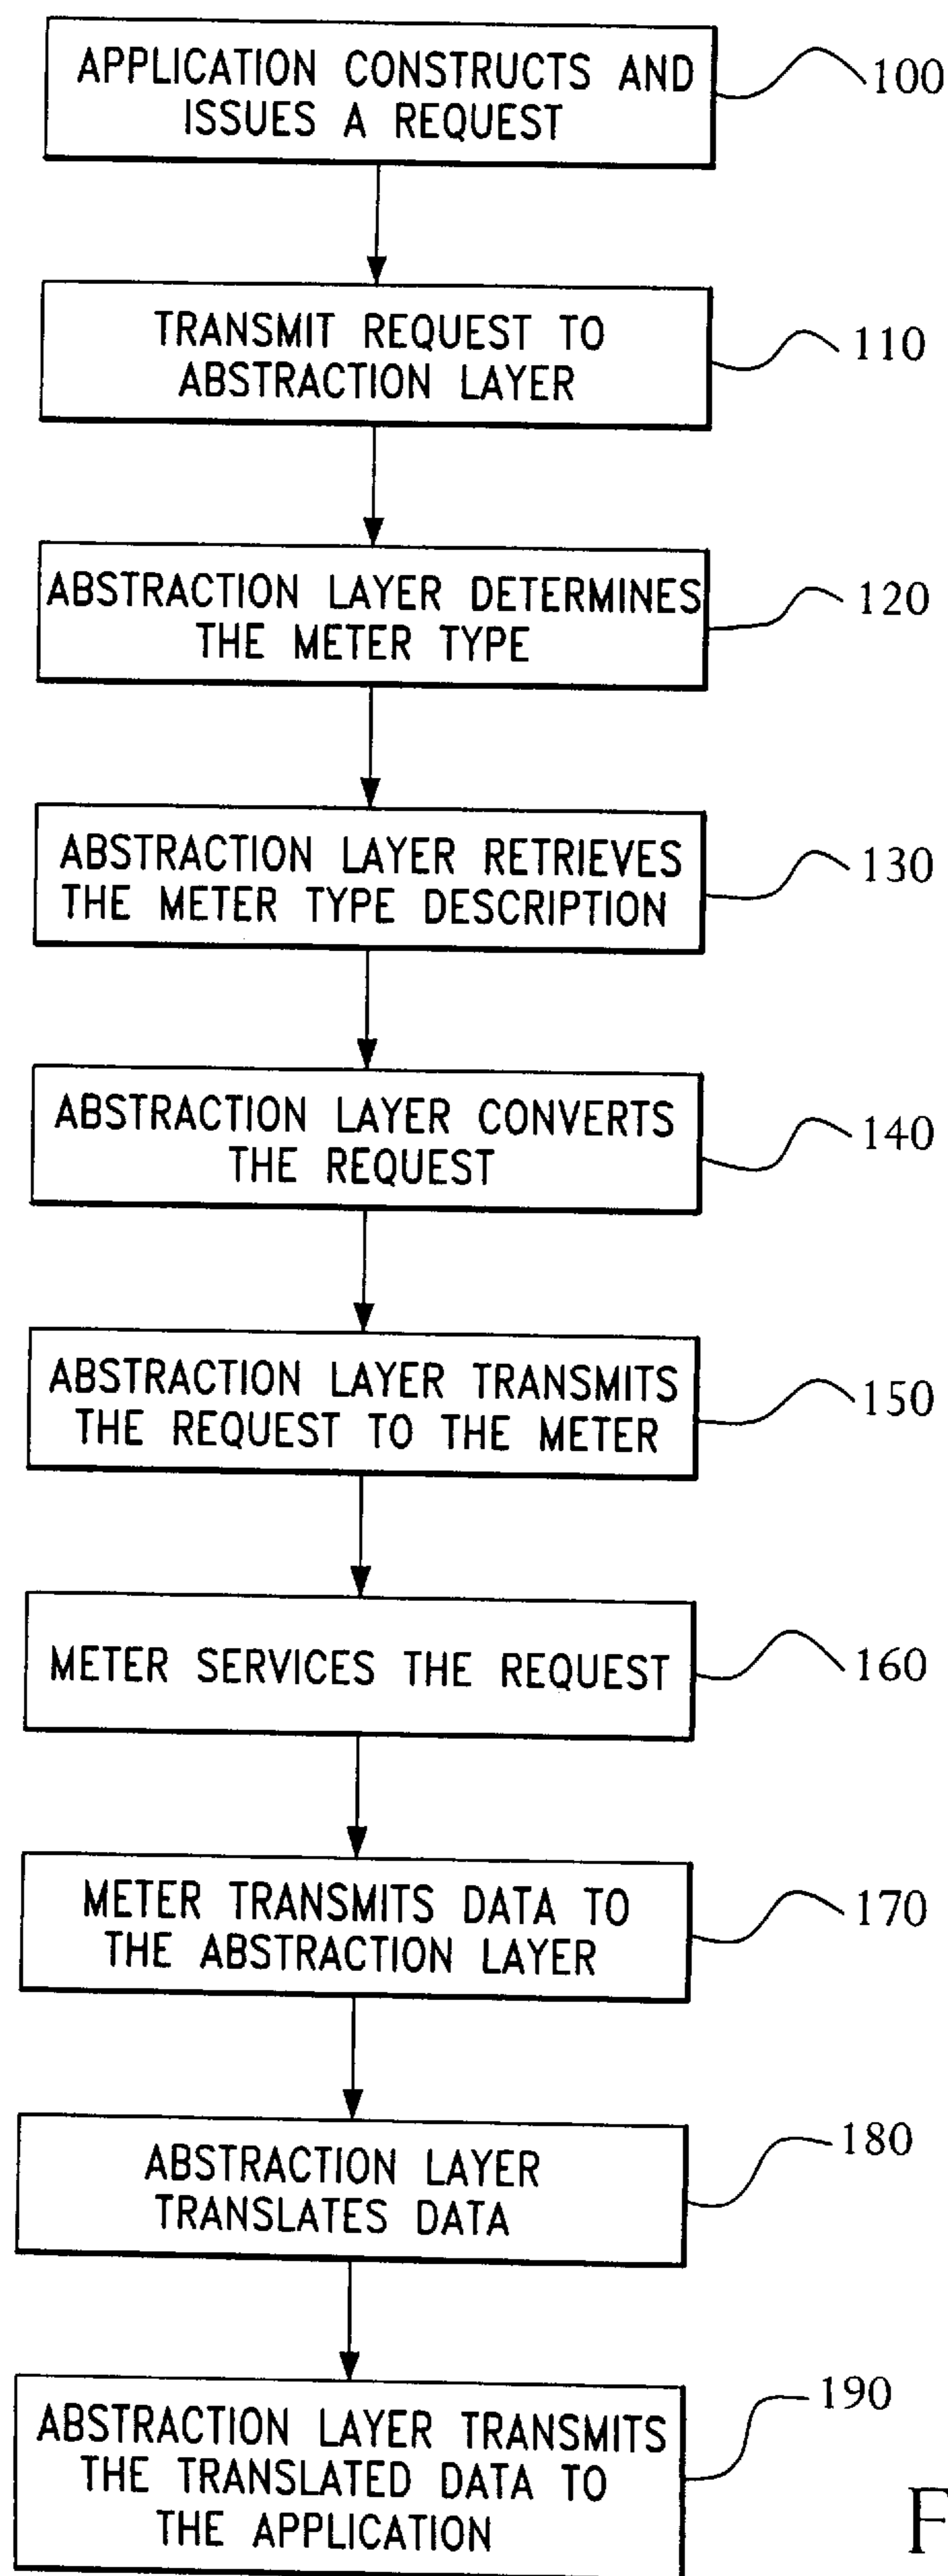 APPLICATION CONSTRUCTS AND
ISSUES A REQUEST
100
TRANSMIT REQUEST TO
ABSTRACTION LAYER
110
ABSTRACTION LAYER DETERMINES
THE METER TYPE
120
ABSTRACTION LAYER RETRIEVES
THE METER TYPE DESCRIPTION
130
ABSTRACTION LAYER CONVERTS
THE REQUEST
140
ABSTRACTION LAYER TRANSMITS
THE REQUEST TO THE METER
150
METER SERVICES THE REQUEST
160
METER TRANSMITS DATA TO
THE ABSTRACTION LAYER
170
ABSTRACTION LAYER
TRANSLATES DATA
180
ABSTRACTION LAYER TRANSMITS
THE TRANSLATED DATA TO
THE APPLICATION
190
F